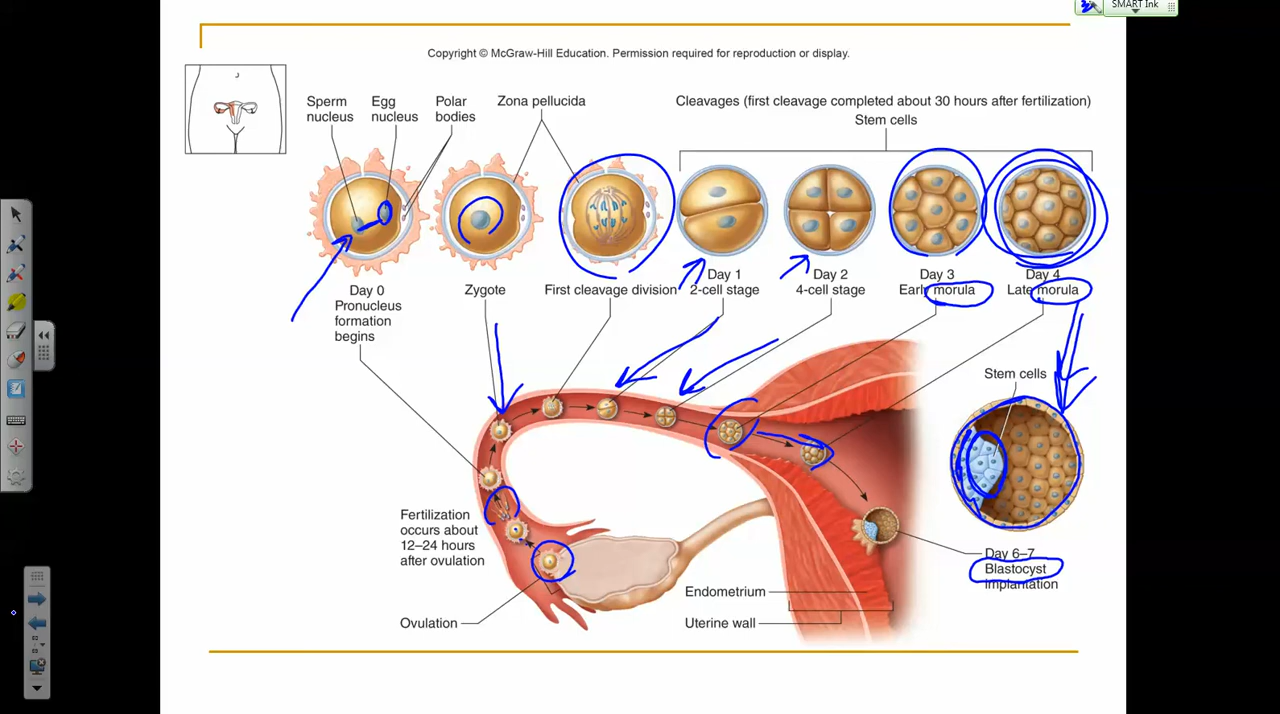 SMART Ink
Copyright © McGraw-Hill Education. Permission required for reproduction or display.
Sperm
nucleus
Egg
nucleus
Polar
bodies
Zona pellucida
Cleavages (first cleavage completed about 30 hours after fertilization)
Stem cells
Day 0
Pronucleus
formation
begins
Zygote
First cleavage division
Day 1
2-cell stage
Day 2
4-cell stage
Day 3
Early morula
Day 4
Late morula
Stem cells
Fertilization
occurs about
12–24 hours
after ovulation
Ovulation
Endometrium
Uterine wall
Day 6–7
Blastocyst
implantation